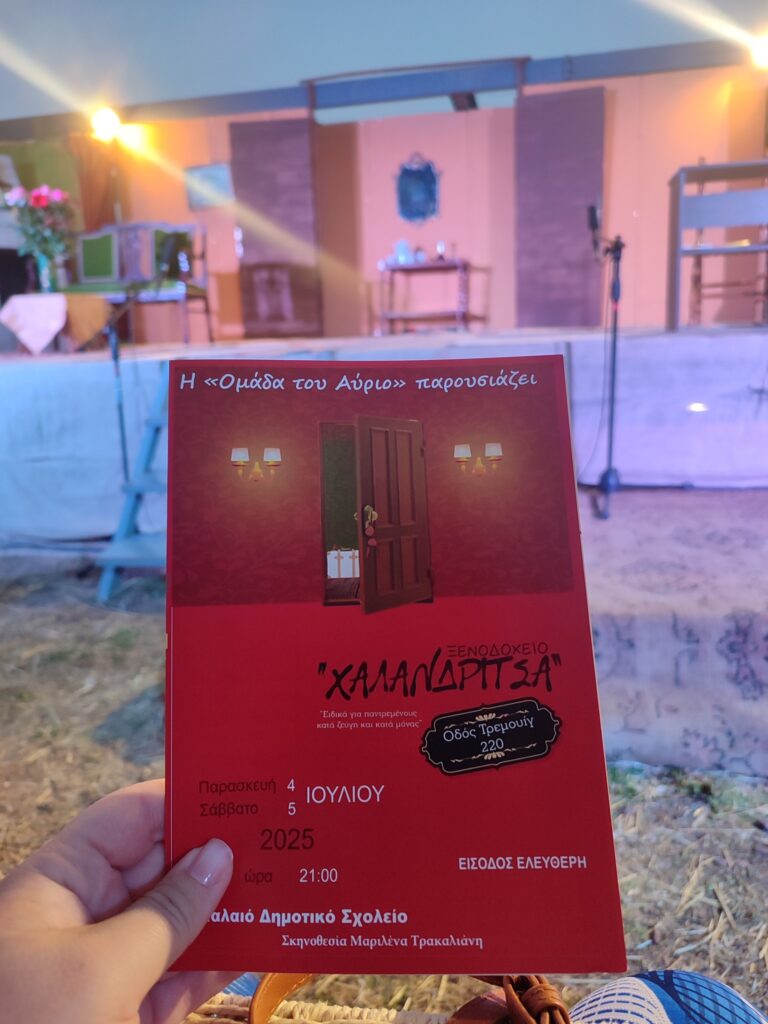 Η «Ομάδα του Αύριο» παρουσιάζει
ΞΕΝΟΔΟΧΕΙΟ
"ΧΑΛΑΝΔΡΙΤΣΑ"
"Ειδικά για παντρεμένους
κατά ζεύγη και κατά μόνας"
Οδός Τρεμουίγ
220
Παρασκευή 4
Σάββατο 5
ΙΟΥΛΙΟΥ
2025
ώρα 21:00
ΕΙΣΟΔΟΣ ΕΛΕΥΘΕΡΗ
αλαιό Δημοτικό Σχολείο
Σκηνοθεσία Μαριλένα Τρακαλιάνη